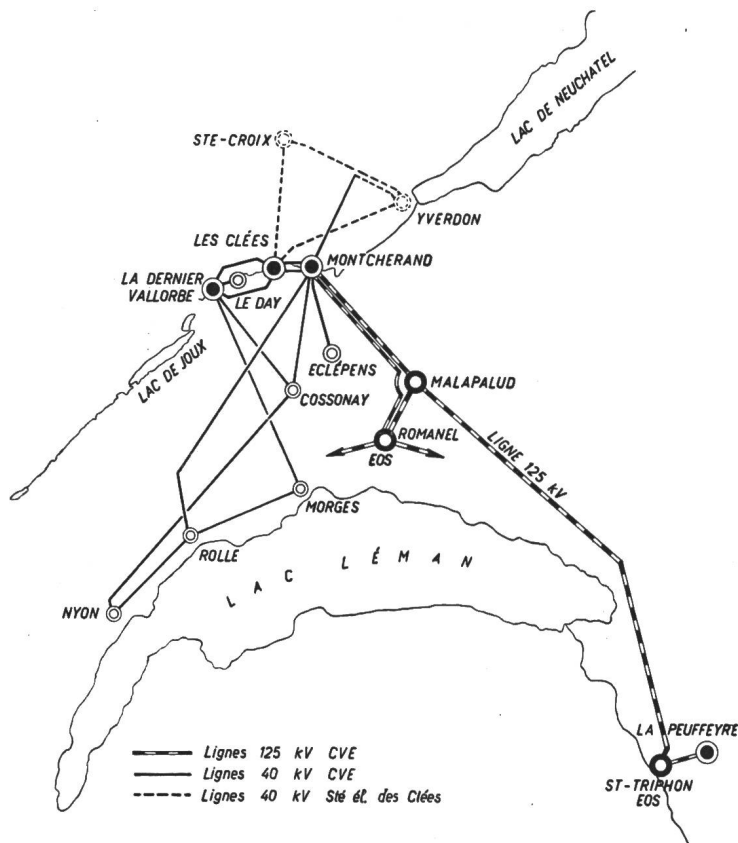 LAC DE NEUCHATEL
STE-CROIX
YVERDON
LES CLÉES
MONTCHERAND
LA DERNIER
VALLORBE
LE DAY
LAC DE JOUX
ECLÉPENS
COSSONAY
MALAPALUD
ROMANEL
EOS
LIGNE 125 kV
MORGES
ROLLE
LAC LÉMAN
NYON
LA PEUFFEYRE
ST-TRIPHON
EOS
Lignes 125 kV CVE
Lignes 40 kV CVE
Lignes 40 kV Sté él. des Clées